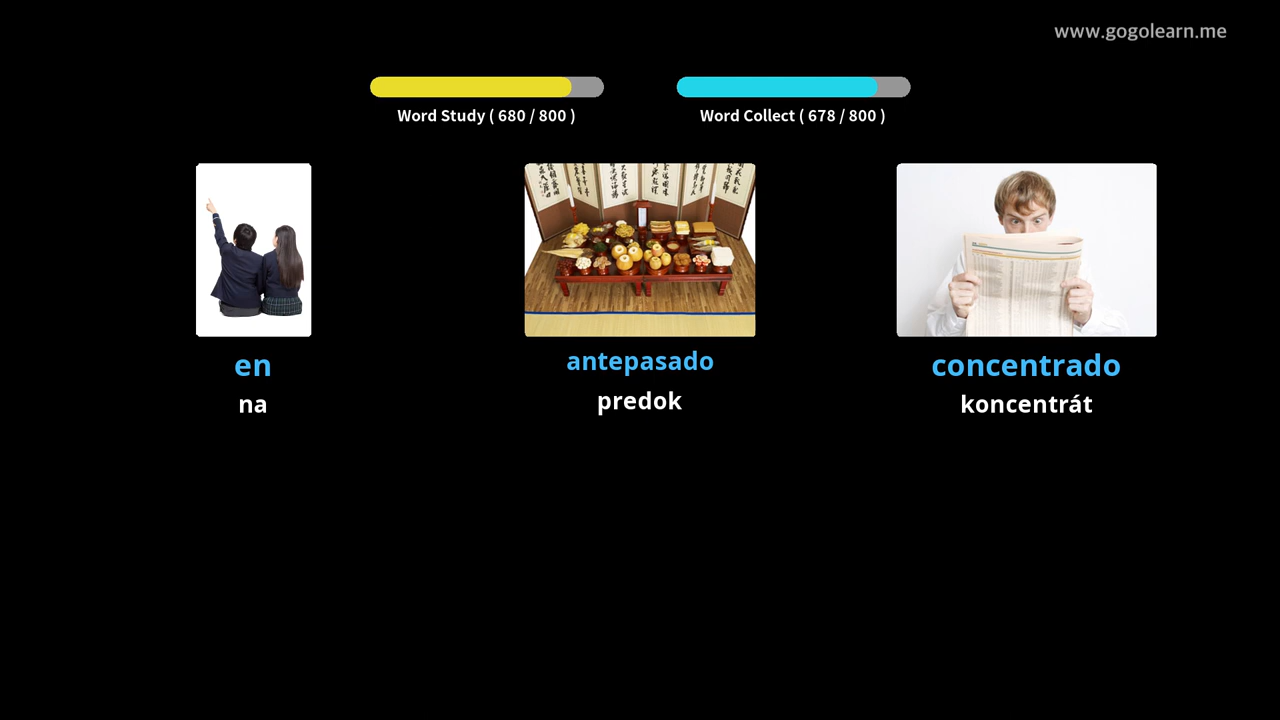 www.gogolearn.me
Word Study ( 680 / 800 )
Word Collect ( 678 / 800 )
en
antepasado
concentrado
na
predok
koncentrát